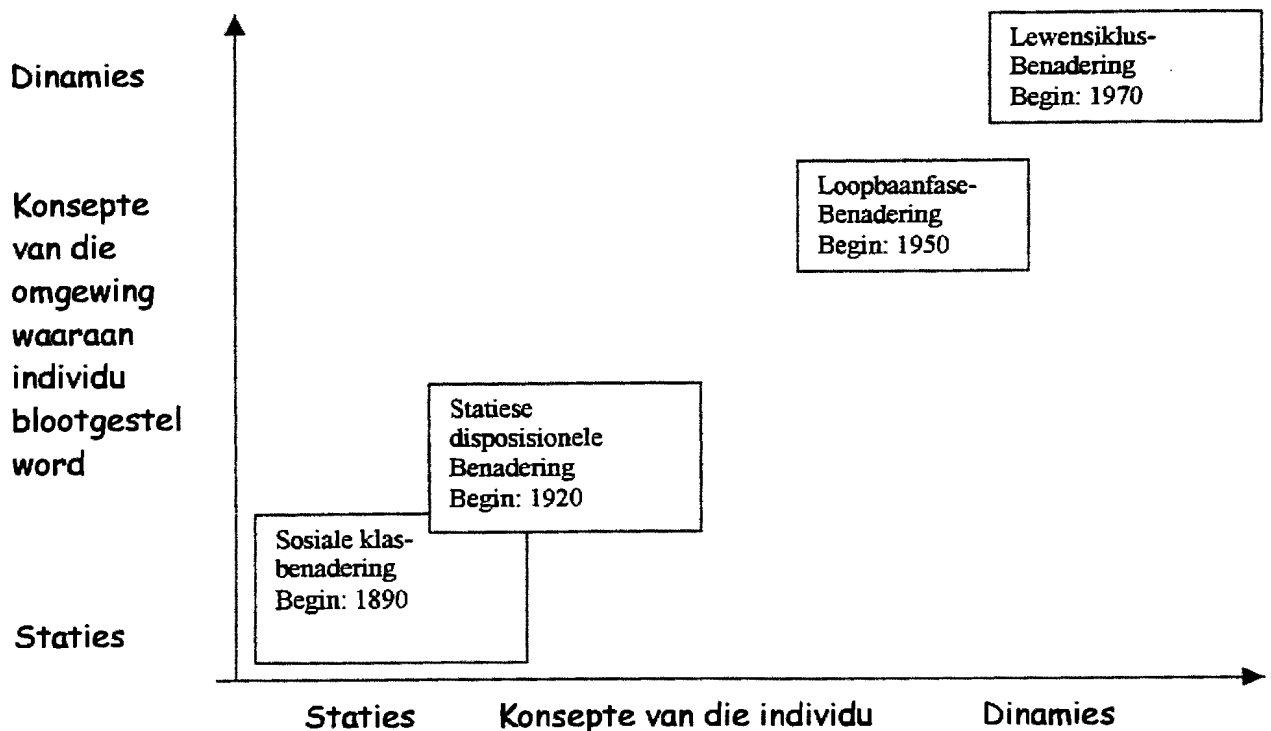 Dinamies
Konsepte
van die
omgewing
waaraan
individu
blootgestel
word
Staties
Lewensiklus-
Benadering
Begin: 1970
Loopbaanfase-
Benadering
Begin: 1950
Statiese
disposisionele
Benadering
Begin: 1920
Sosiale klas-
benadering
Begin: 1890
Staties Konsepte van die individu Dinamies